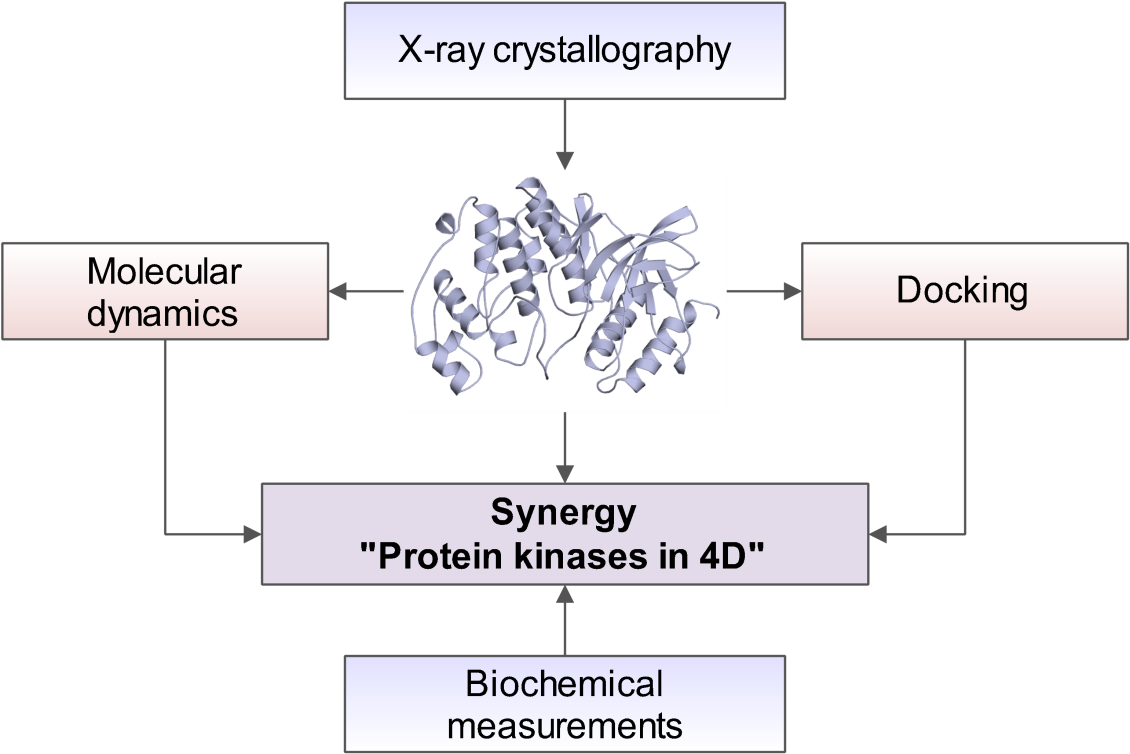 X-ray crystallography
Molecular
dynamics
Docking
Synergy
"Protein kinases in 4D"
Biochemical
measurements